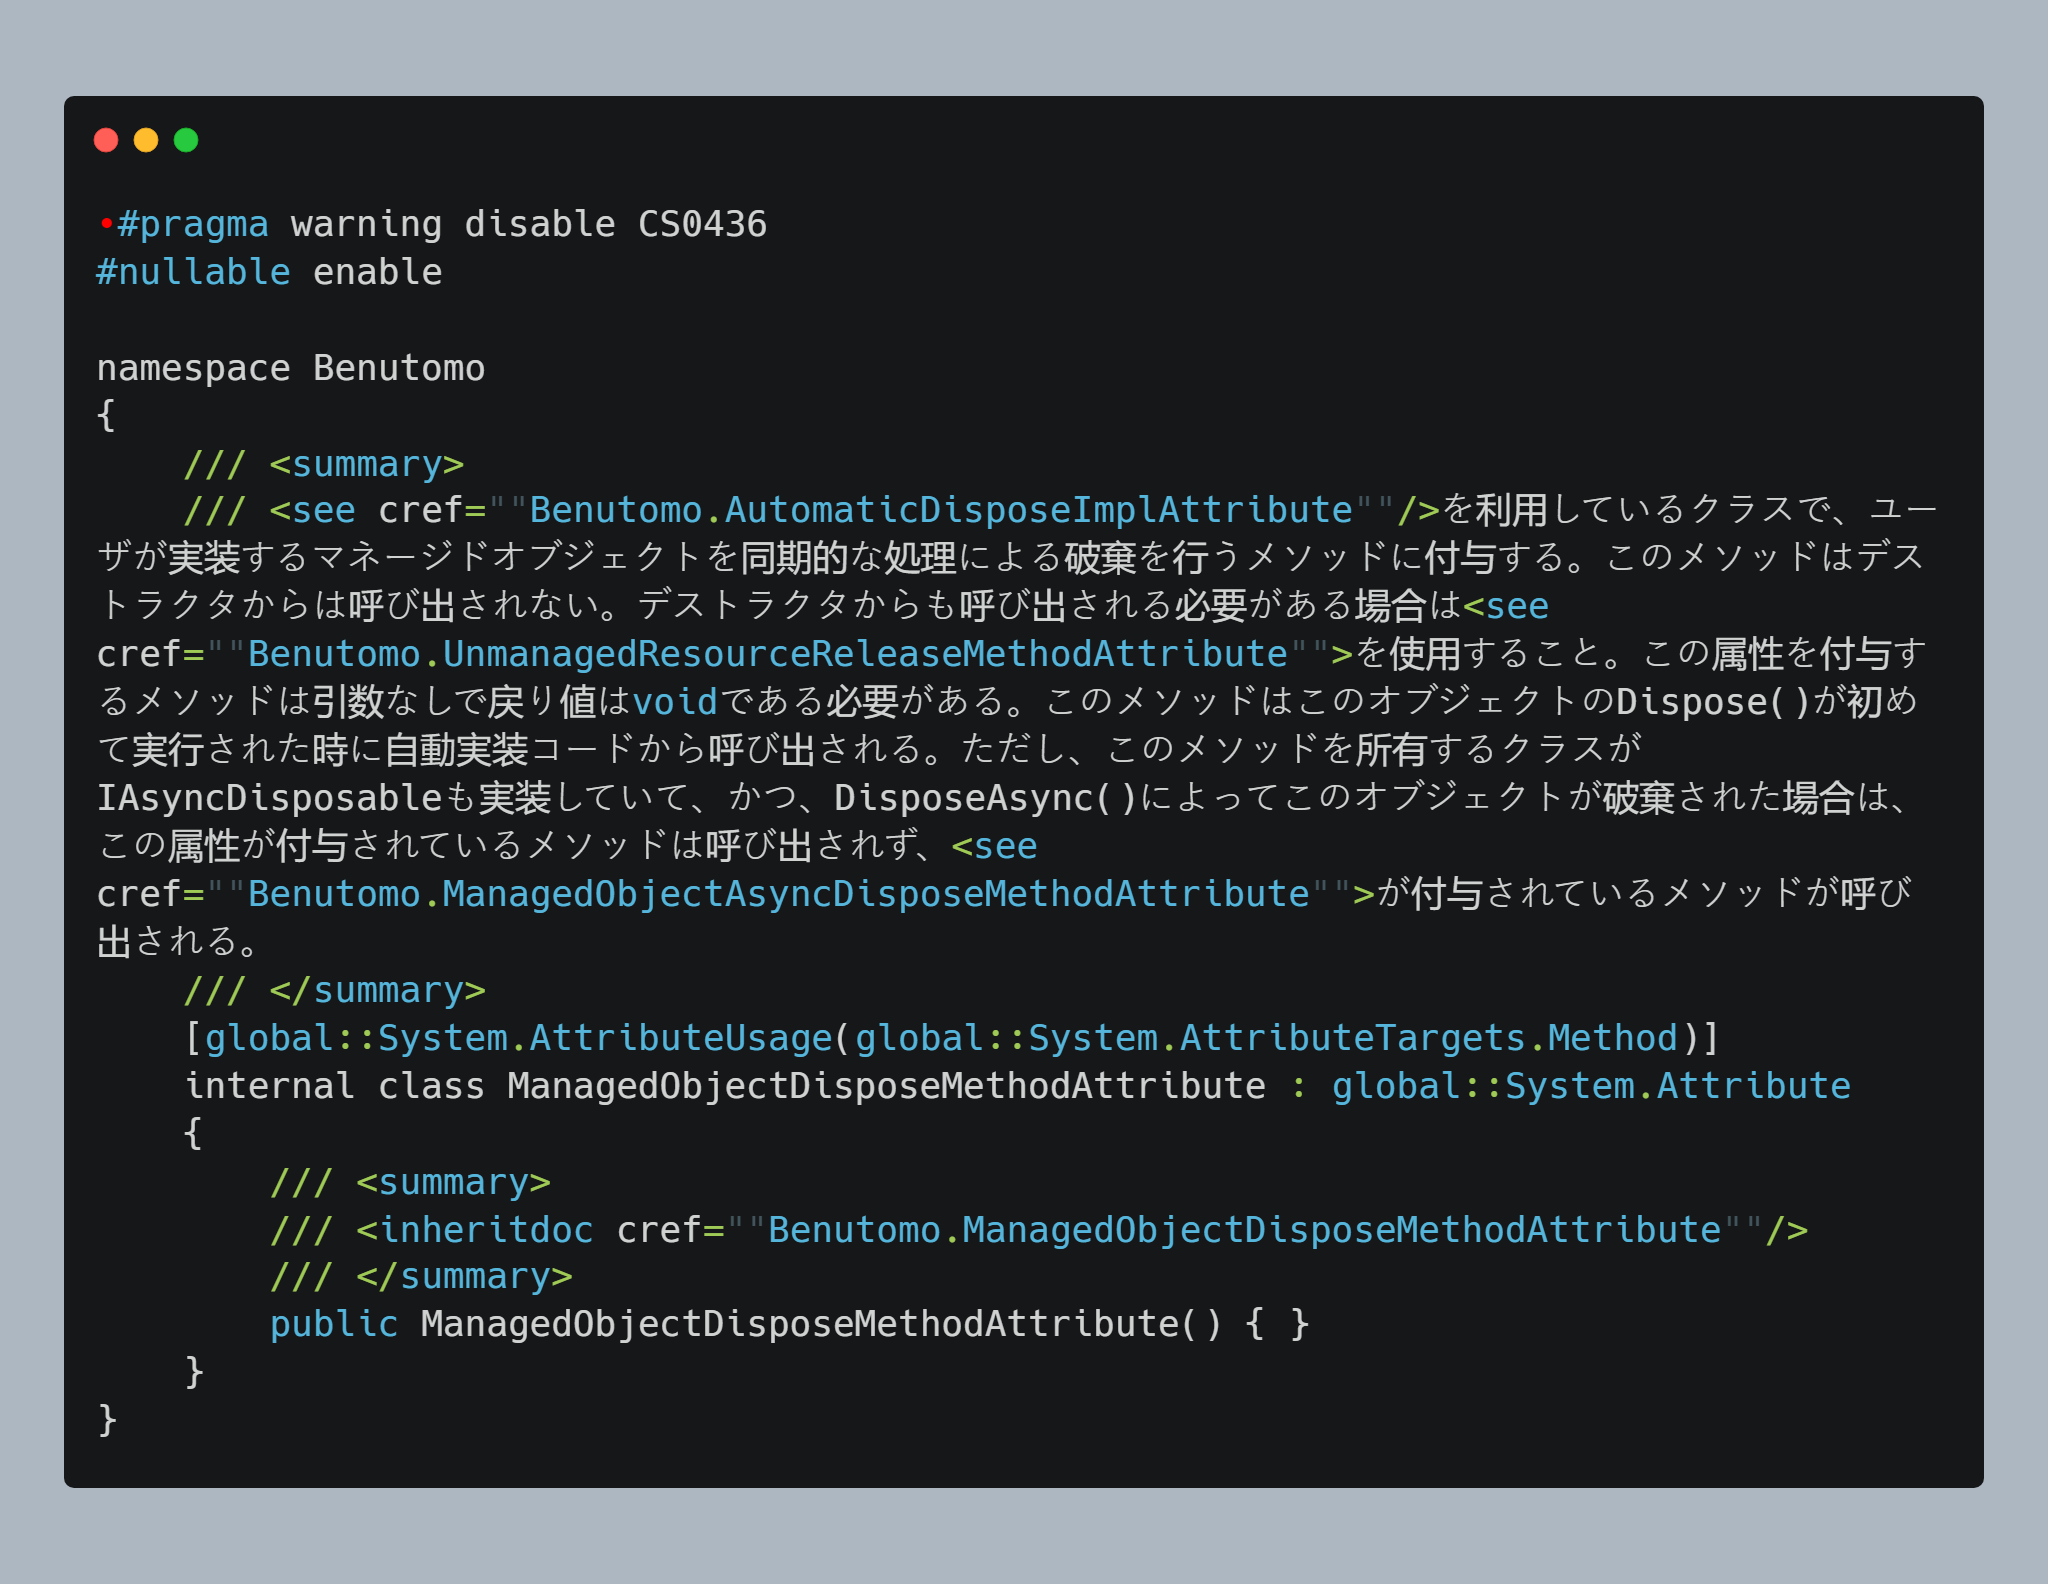 •#pragma warning disable CS0436
#nullable enable

namespace Benutomo
{
    /// <summary>
    /// <see cref=""Benutomo.AutomaticDisposeImplAttribute""/>を利用しているクラスで、ユー
ザが実装するマネージドオブジェクトを同期的な処理による破棄を行うメソッドに付与する。このメソッドはデス
トラクタからは呼び出されない。デストラクタからも呼び出される必要がある場合は<see
cref=""Benutomo.UnmanagedResourceReleaseMethodAttribute"">を使用すること。この属性を付与す
るメソッドは引数なしで戻り値はvoidである必要がある。このメソッドはこのオブジェクトのDispose()が初め
て実行された時に自動実装コードから呼び出される。ただし、このメソッドを所有するクラスが
IAsyncDisposableも実装していて、かつ、DisposeAsync()によってこのオブジェクトが破棄された場合は、
この属性が付与されているメソッドは呼び出されず、<see
cref=""Benutomo.ManagedObjectAsyncDisposeMethodAttribute"">が付与されているメソッドが呼び
出される。
    /// </summary>
    [global::System.AttributeUsage(global::System.AttributeTargets.Method)]
    internal class ManagedObjectDisposeMethodAttribute : global::System.Attribute
    {
        /// <summary>
        /// <inheritdoc cref=""Benutomo.ManagedObjectDisposeMethodAttribute""/>
        /// </summary>
        public ManagedObjectDisposeMethodAttribute() { }
    }
}